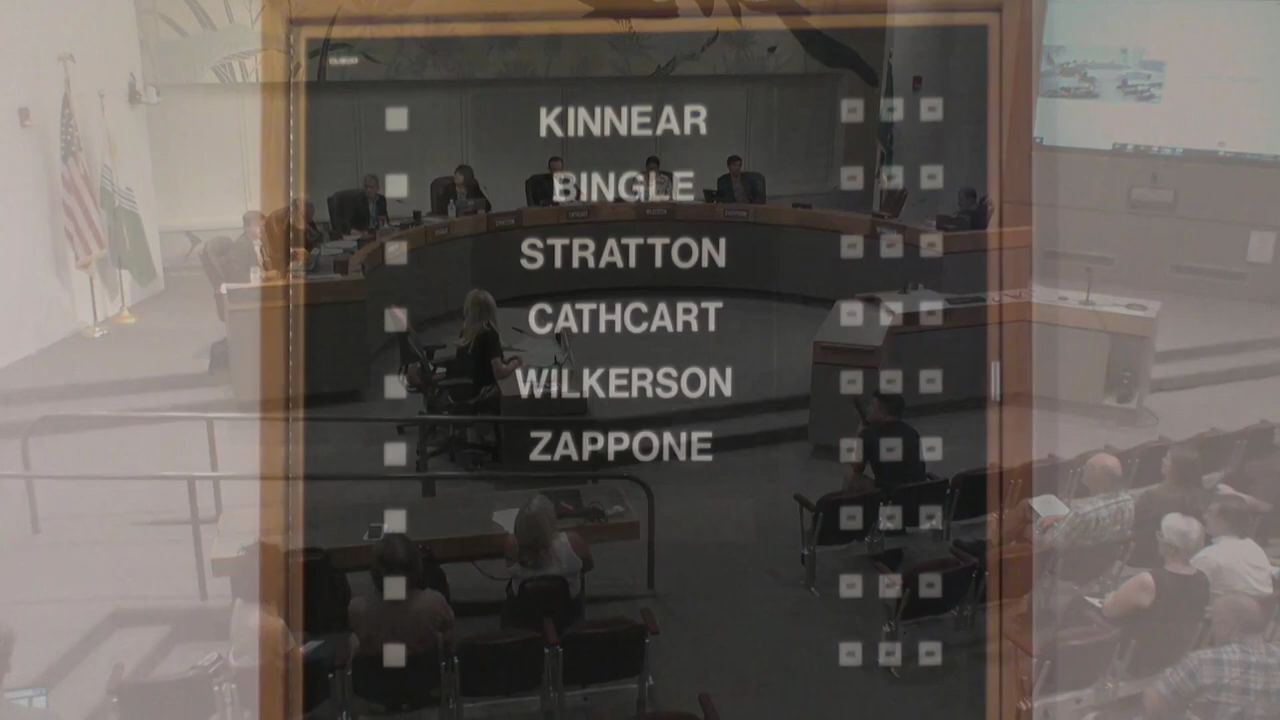 KINNEAR
BINGLE
STRATTON
CATHCART
WILKERSON
ZAPPONE